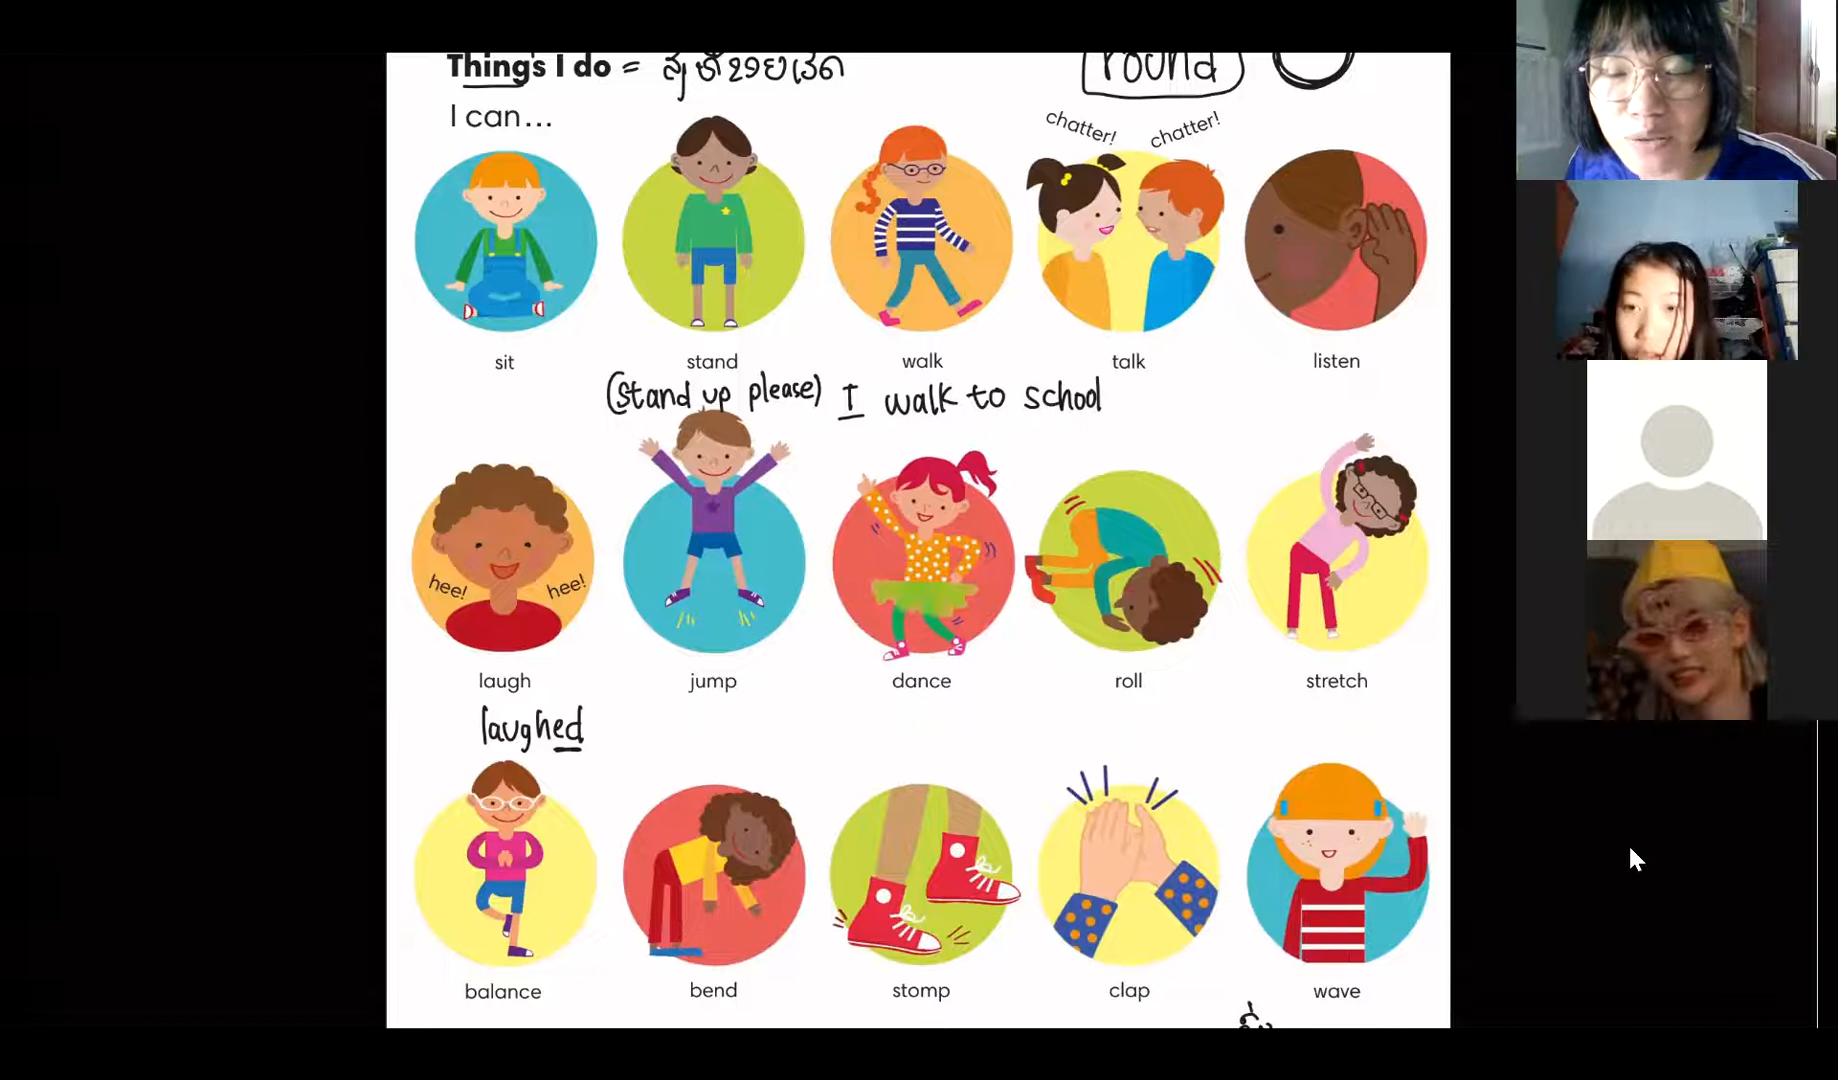 Things I do =
round
I can...
chatter! chatter!
sit stand walk talk listen
(Stand up please) I walk to school
hee! hee!
laugh jump dance roll stretch
laughed
balance bend stomp clap wave